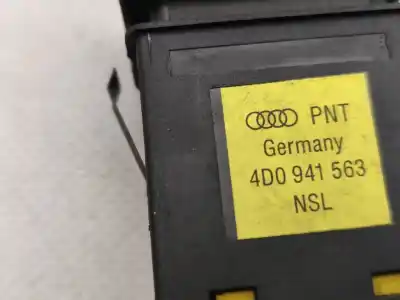 PNT
Germany
4D0 941 563
NSL